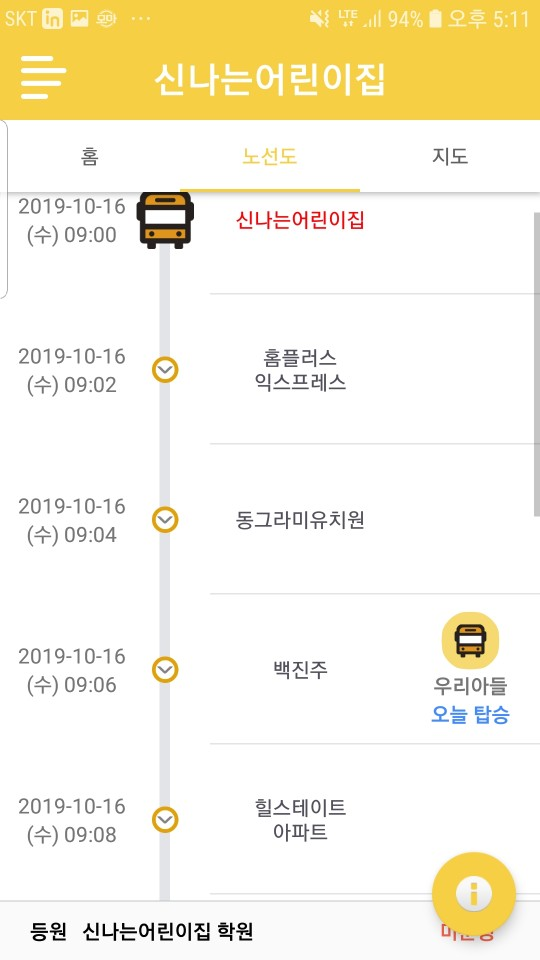 SKT LTE 94% 오후 5:11
신나는어린이집
홈 노선도 지도
2019-10-16
(수) 09:00
신나는어린이집
2019-10-16
(수) 09:02
홈플러스
익스프레스
2019-10-16
(수) 09:04
동그라미유치원
2019-10-16
(수) 09:06
백진주
우리아들
오늘 탑승
2019-10-16
(수) 09:08
힐스테이트
아파트
등원 신나는어린이집 학원